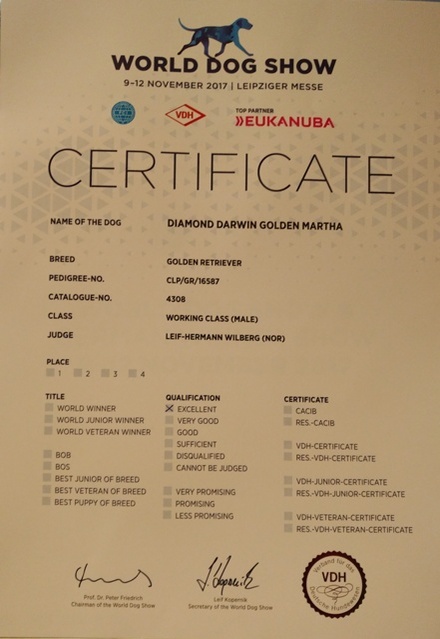 WORLD DOG SHOW
9–12 NOVEMBER 2017 | LEIPZIGER MESSE
VDH
TOP PARTNER
EUKANUBA
CERTIFICATE
NAME OF THE DOG DIAMOND DARWIN GOLDEN MARTHA
BREED GOLDEN RETRIEVER
PEDIGREE-NO. CLP/GR/16587
CATALOGUE-NO. 4308
CLASS WORKING CLASS (MALE)
JUDGE LEIF-HERMANN WILBERG (NOR)
PLACE
1 2 3 4
TITLE QUALIFICATION CERTIFICATE
WORLD WINNER EXCELLENT CACIB
WORLD JUNIOR WINNER VERY GOOD RES.-CACIB
WORLD VETERAN WINNER GOOD
SUFFICIENT VDH-CERTIFICATE
BOB DISQUALIFIED RES.-VDH-CERTIFICATE
BOS CANNOT BE JUDGED
BEST JUNIOR OF BREED VDH-JUNIOR-CERTIFICATE
BEST VETERAN OF BREED VERY PROMISING RES.-VDH-JUNIOR-CERTIFICATE
BEST PUPPY OF BREED PROMISING
LESS PROMISING VDH-VETERAN-CERTIFICATE
RES.-VDH-VETERAN-CERTIFICATE
Prof. Dr. Peter Friedrich
Chairman of the World Dog Show
Leif Kopernik
Secretary of the World Dog Show
Verband für das
VDH
Deutsche Hundewesen